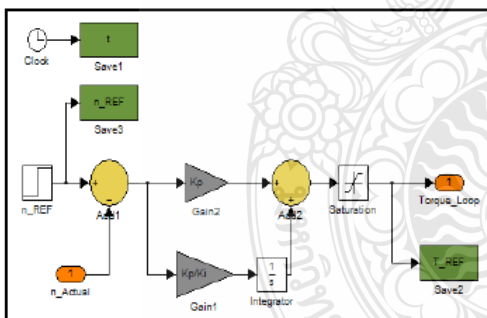 t
Clock
Save1
n_REF
Save3
+
-
n_REF
Add1
Kp
Gain2
+
+
Add2
Saturation
1
Torque_Loop
1
n_Actual
Kp/Ki
Gain1
1
s
Integrator
T_REF
Save2